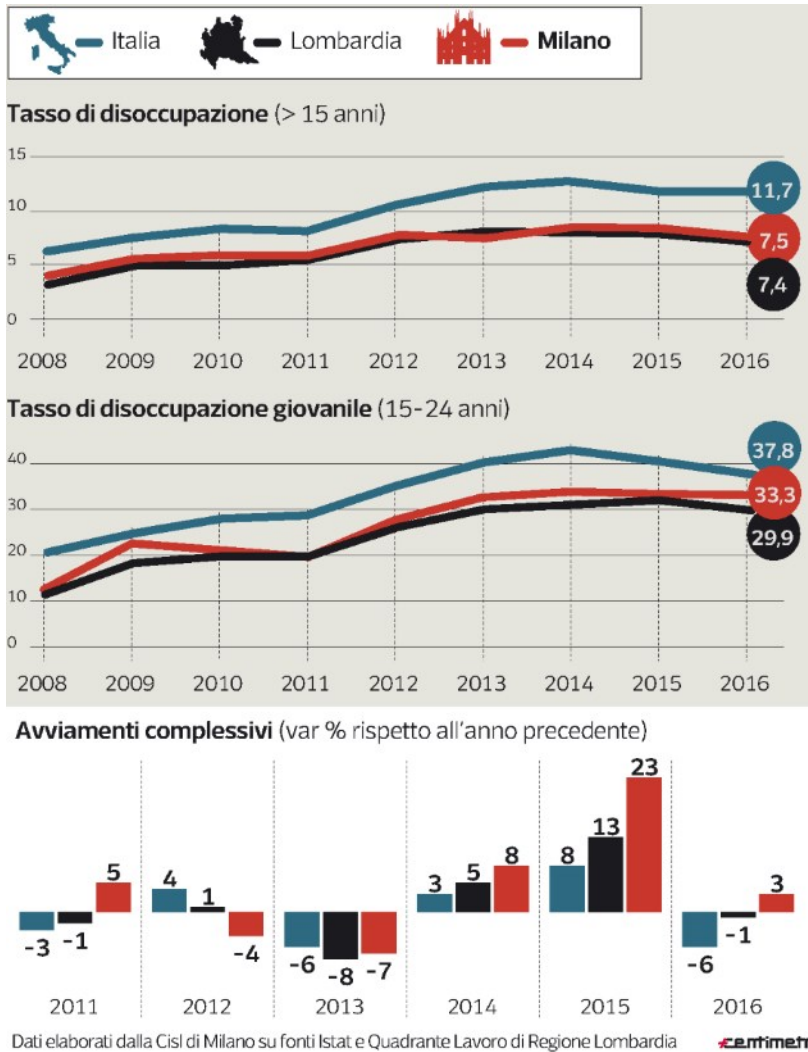 Italia Lombardia Milano
Tasso di disoccupazione (> 15 anni)
15
10
5
0
11,7
7,5
7,4
2008 2009 2010 2011 2012 2013 2014 2015 2016
Tasso di disoccupazione giovanile (15-24 anni)
40
30
20
10
0
37,8
33,3
29,9
2008 2009 2010 2011 2012 2013 2014 2015 2016
Avviamenti complessivi (var % rispetto all'anno precedente)
-3 -1 5
4 1 -4
-6 -8 -7
3 5 8
8 13 23
-6 -1 3
2011 2012 2013 2014 2015 2016
Dati elaborati dalla Cisl di Milano su fonti Istat e Quadrante Lavoro di Regione Lombardia centimetri